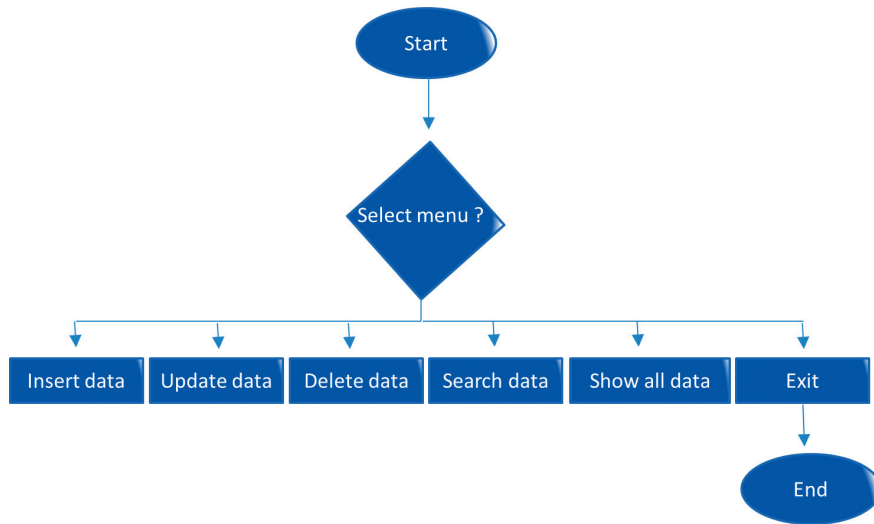 Start
Select menu ?
Insert data
Update data
Delete data
Search data
Show all data
Exit
End